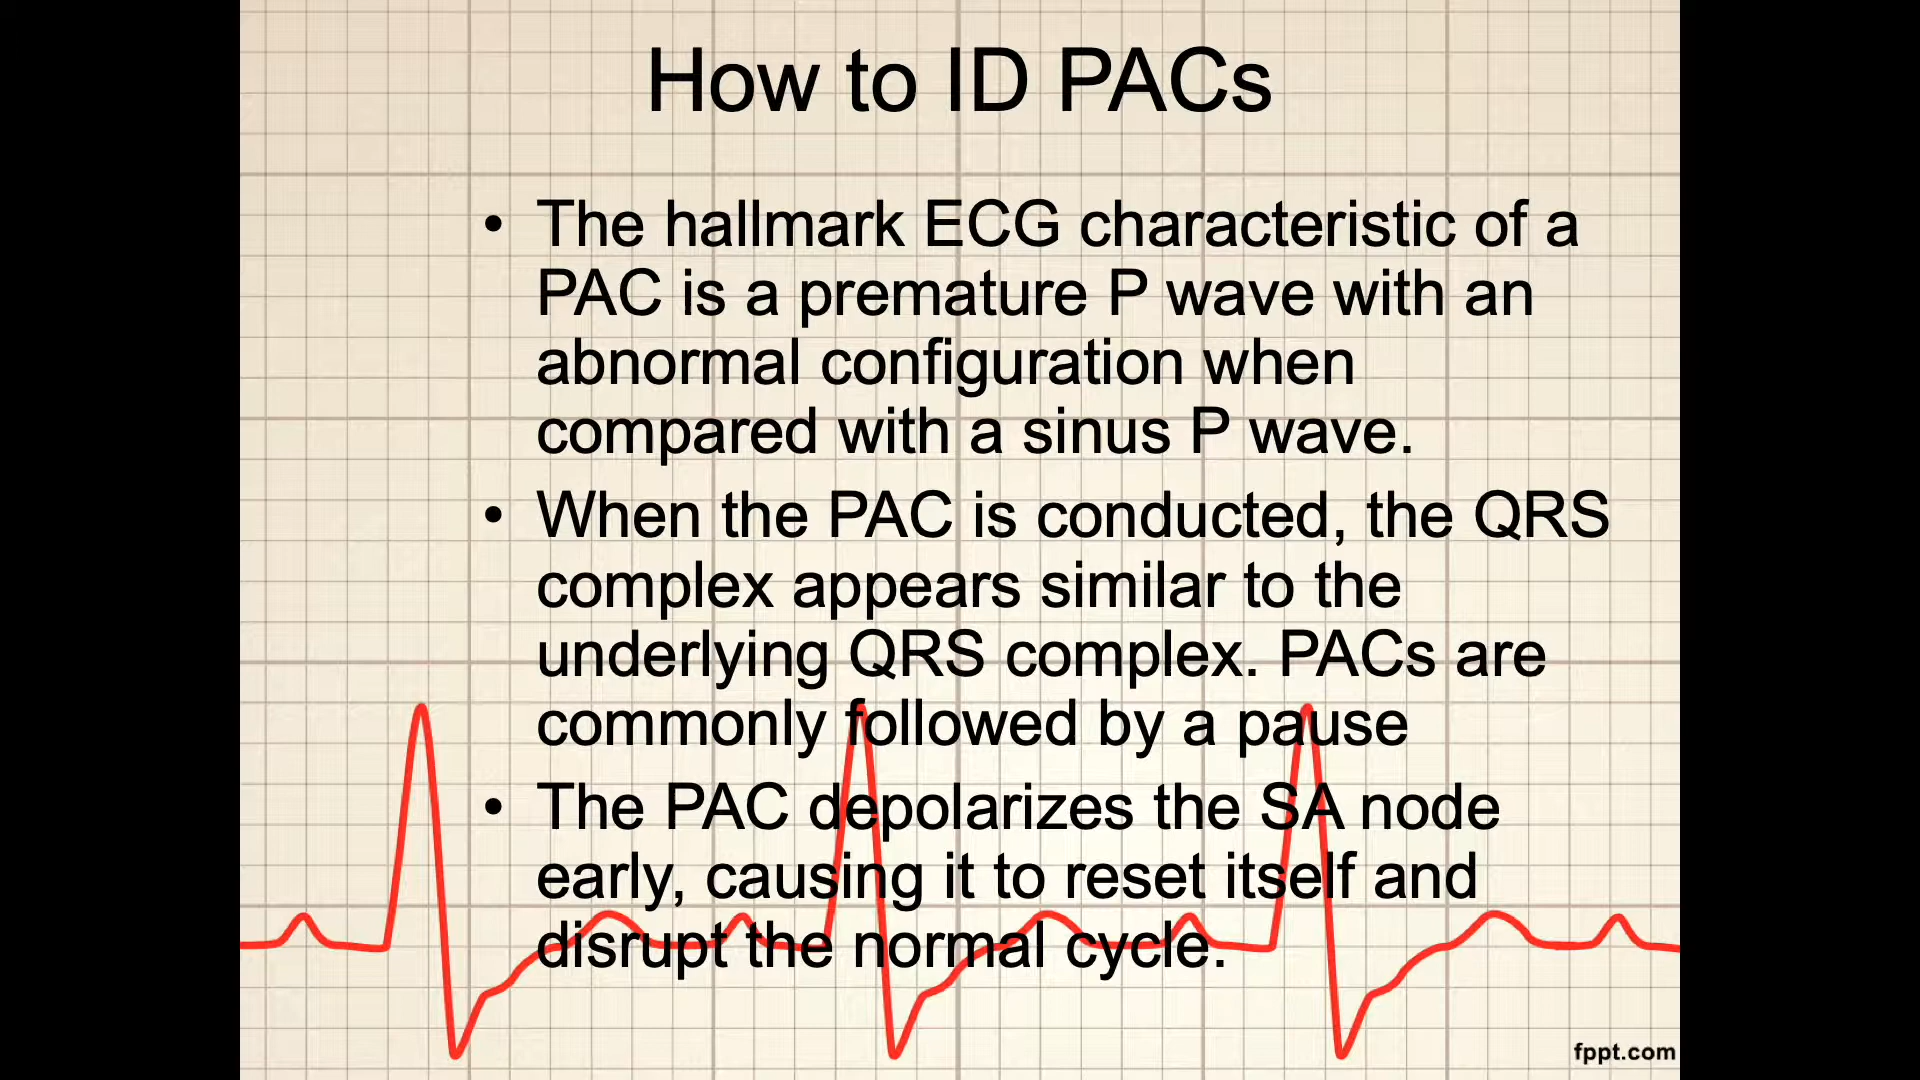 How to ID PACs
• The hallmark ECG characteristic of a
PAC is a premature P wave with an
abnormal configuration when
compared with a sinus P wave.
• When the PAC is conducted, the QRS
complex appears similar to the
underlying QRS complex. PACs are
commonly followed by a pause
• The PAC depolarizes the SA node
early, causing it to reset itself and
disrupt the normal cycle.
fppt.com